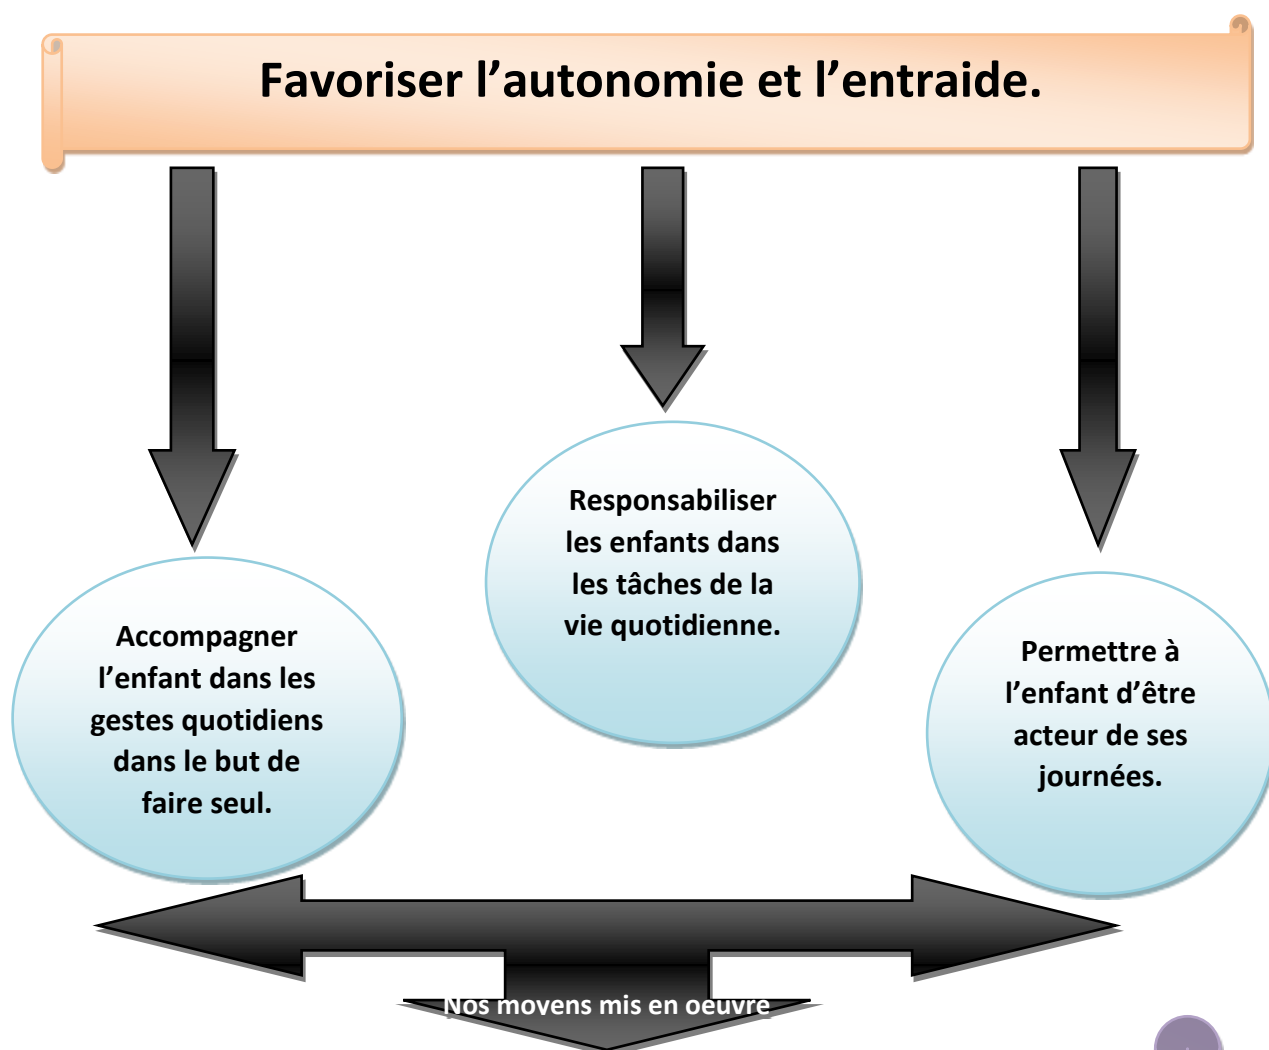 Favoriser l’autonomie et l’entraide.
Responsabiliser
les enfants dans
les tâches de la
vie quotidienne.
Accompagner
l’enfant dans les
gestes quotidiens
dans le but de
faire seul.
Permettre à
l’enfant d’être
acteur de ses
journées.
Nos moyens mis en oeuvre